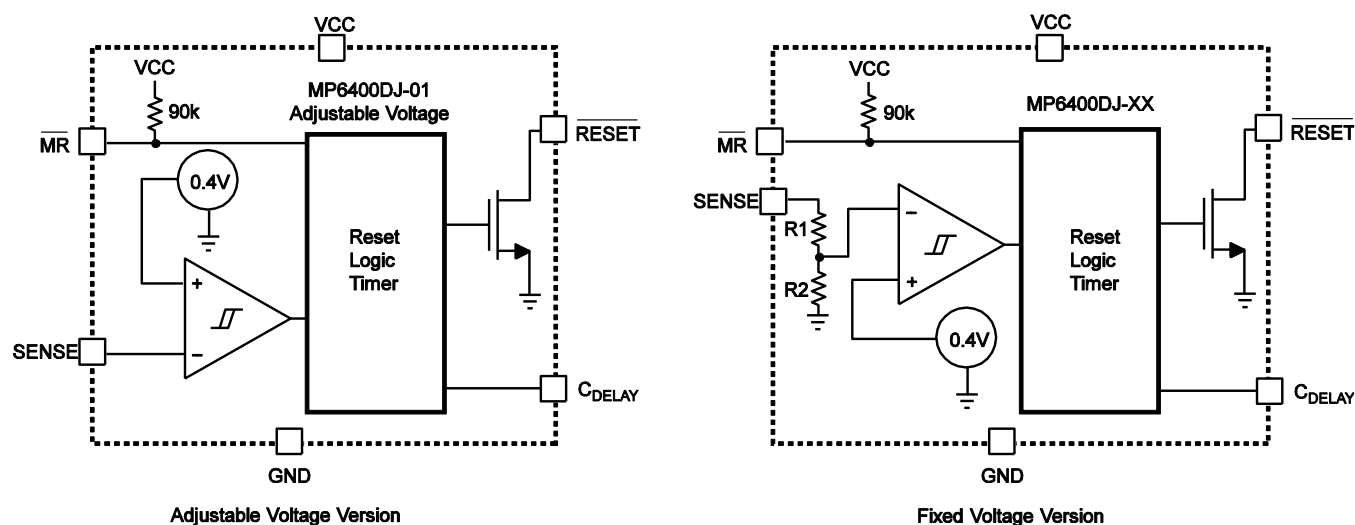 VCC
VCC
MP6400DJ-01
Adjustable Voltage
90k
MR
RESET
0.4V
Reset
Logic
Timer
+
−
SENSE
CDELAY
GND
Adjustable Voltage Version
VCC
VCC
MP6400DJ-XX
90k
MR
RESET
SENSE
R1
−
Reset
Logic
Timer
R2
+
0.4V
CDELAY
GND
Fixed Voltage Version